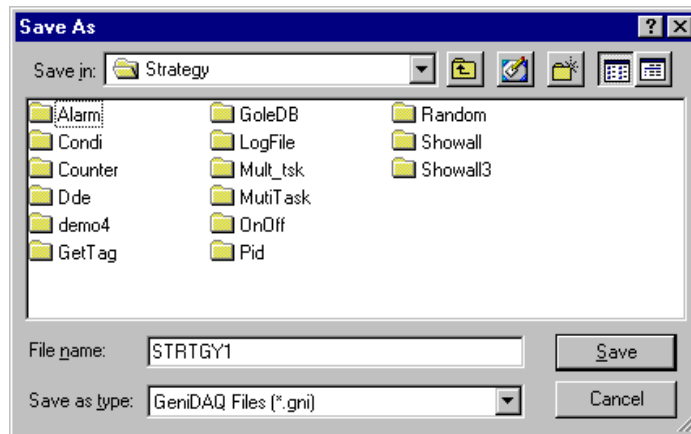 Save As
Save in: Strategy
Alarm GoleDB Random
Condi LogFile Showall
Counter Mult_tsk Showall3
Dde MutiTask
demo4 OnOff
GetTag Pid
File name: STRTGY1 Save
Save as type: GeniDAQ Files (*.gni) Cancel